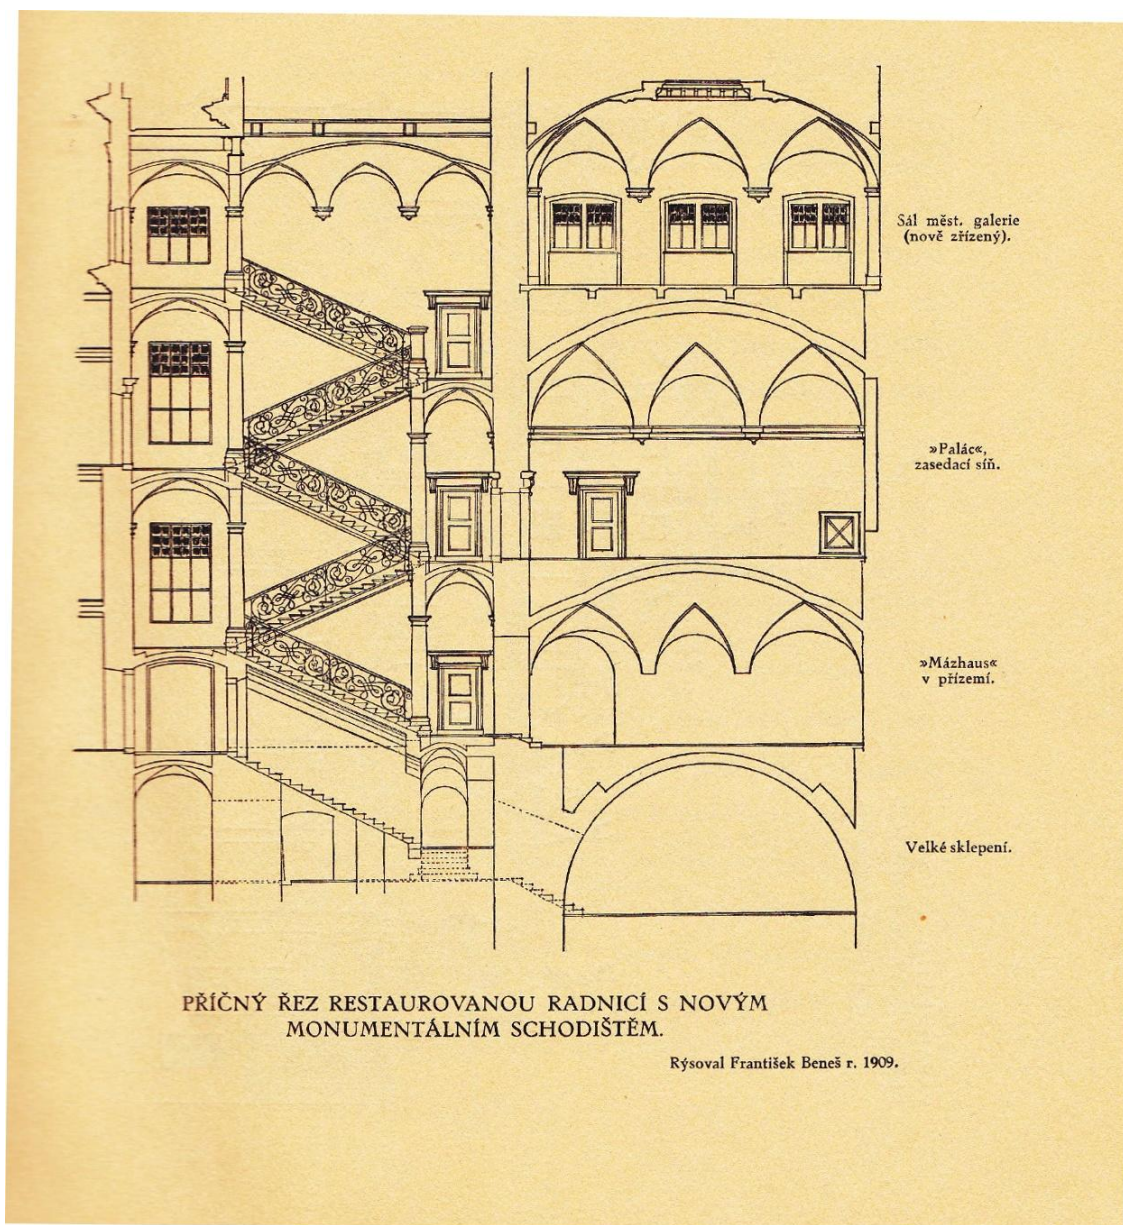 Sál měst. galerie
(nově zřízený).
»Palác«,
zasedací síň.
»Mázhaus«
v přízemí.
Velké sklepení.
PŘÍČNÝ ŘEZ RESTAUROVANOU RADNICÍ S NOVÝM
MONUMENTÁLNÍM SCHODIŠTĚM.
Rýsoval František Beneš r. 1909.